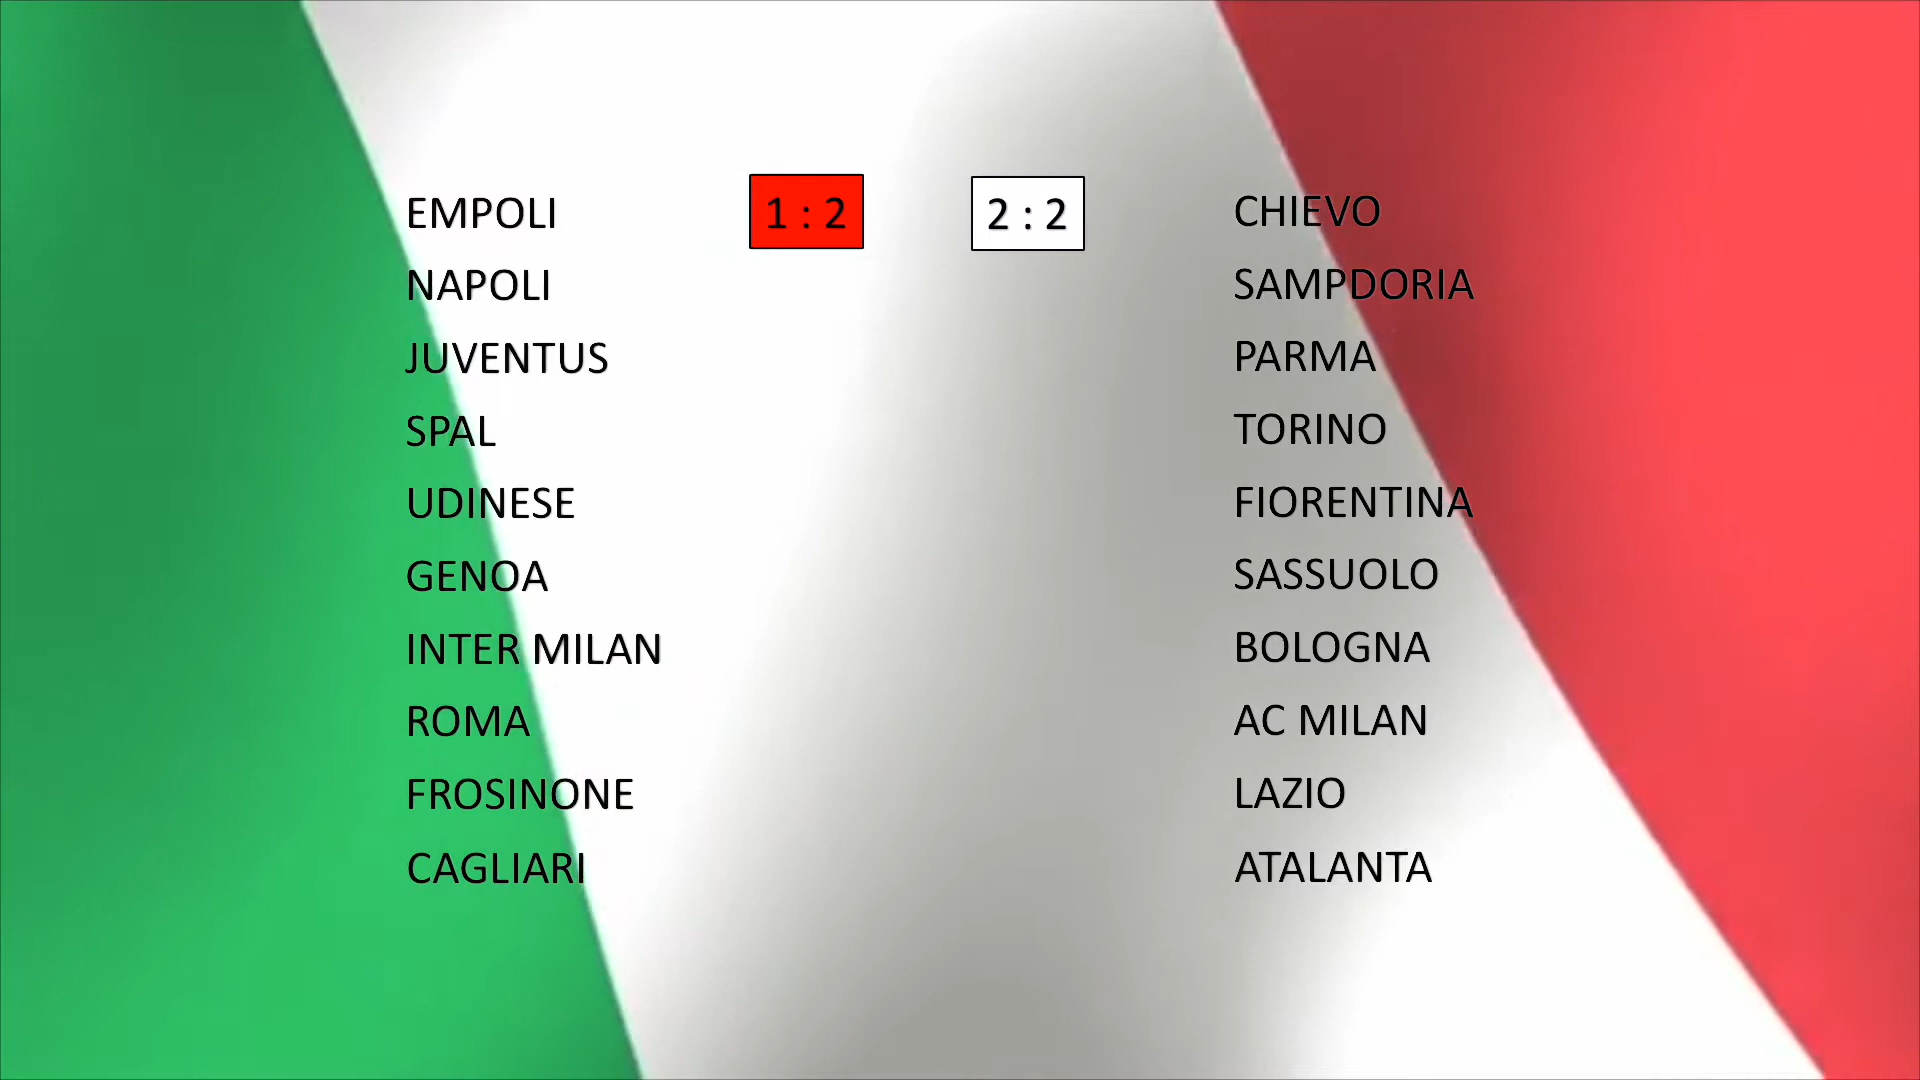 EMPOLI 1 : 2 2 : 2 CHIEVO
NAPOLI SAMPDORIA
JUVENTUS PARMA
SPAL TORINO
UDINESE FIORENTINA
GENOA SASSUOLO
INTER MILAN BOLOGNA
ROMA AC MILAN
FROSINONE LAZIO
CAGLIARI ATALANTA